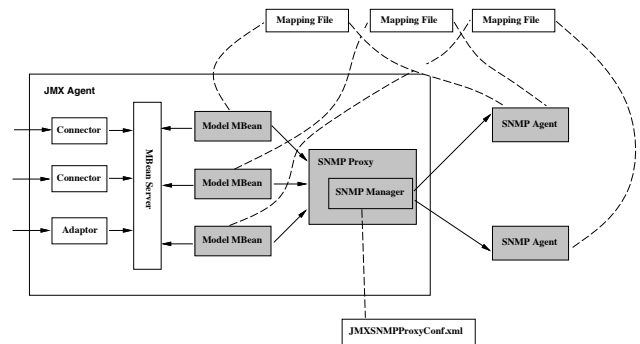 Mapping File
Mapping File
Mapping File
JMX Agent
Connector
Connector
Adaptor
MBean Server
Model MBean
Model MBean
Model MBean
SNMP Proxy
SNMP Manager
SNMP Agent
SNMP Agent
JMXSNMPProxyConf.xml